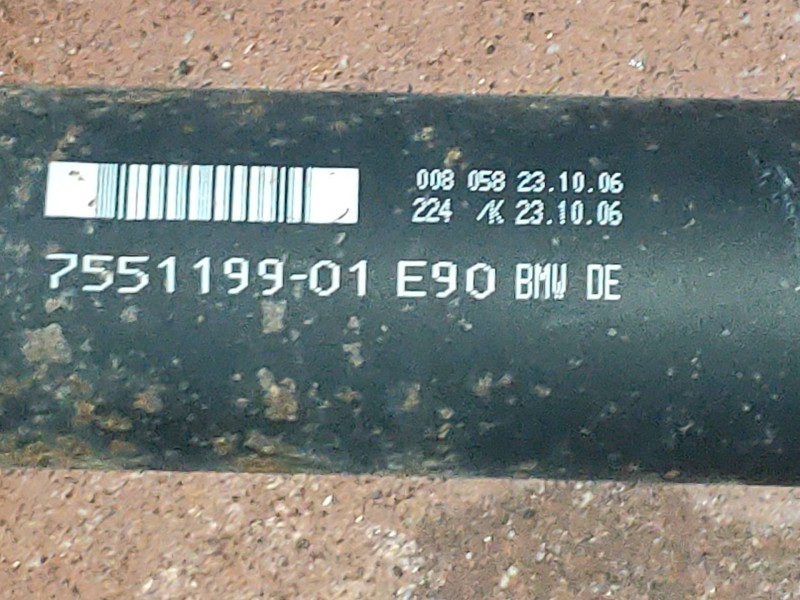 008 058 23.10.06
224 /K 23.10.06
7551199-01 E90 BMW DE